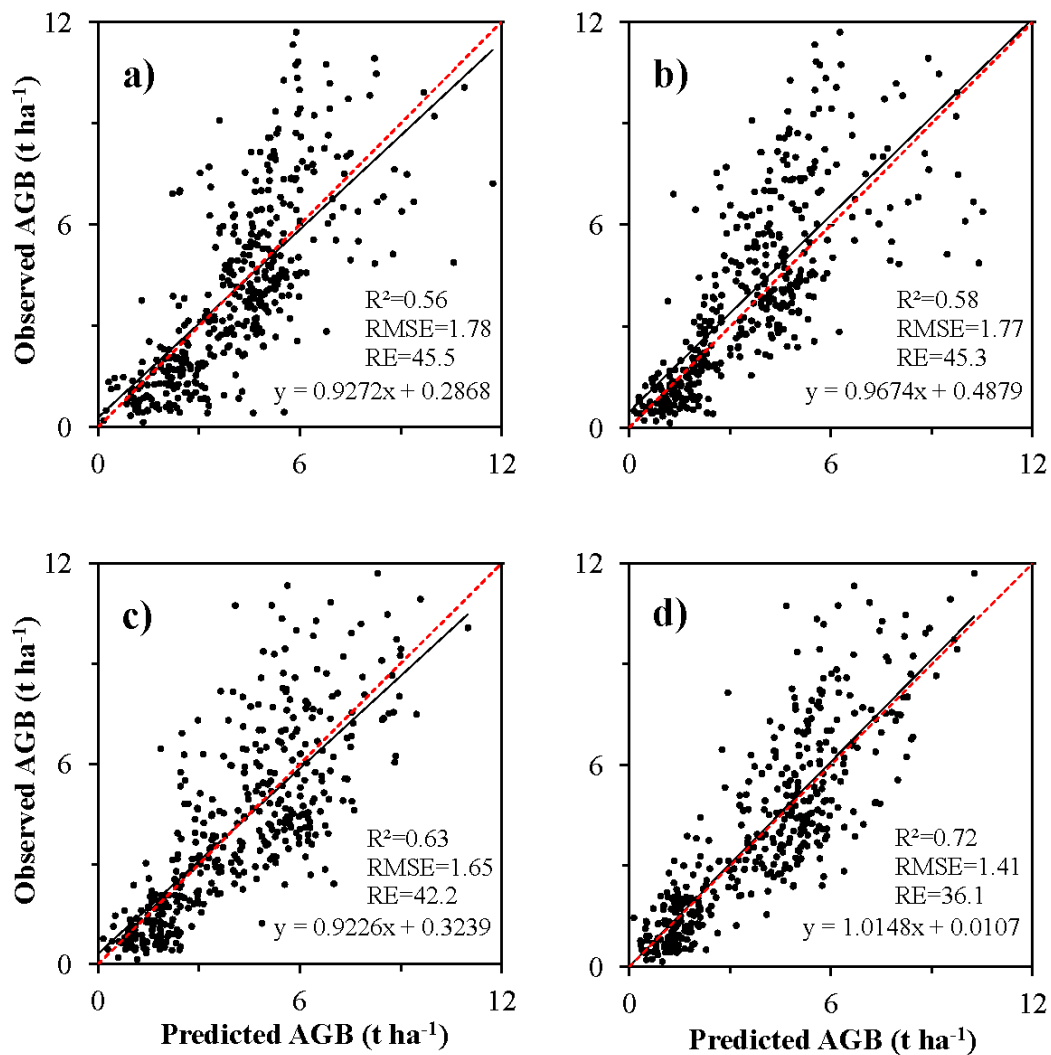 12
a)
Observed AGB (t ha⁻¹)
6
R²=0.56
RMSE=1.78
RE=45.5
y = 0.9272x + 0.2868
0
0
6
12
12
b)
6
R²=0.58
RMSE=1.77
RE=45.3
y = 0.9674x + 0.4879
0
0
6
12
12
c)
Observed AGB (t ha⁻¹)
6
R²=0.63
RMSE=1.65
RE=42.2
y = 0.9226x + 0.3239
0
0
6
12
Predicted AGB (t ha⁻¹)
12
d)
6
R²=0.72
RMSE=1.41
RE=36.1
y = 1.0148x + 0.0107
0
0
6
12
Predicted AGB (t ha⁻¹)